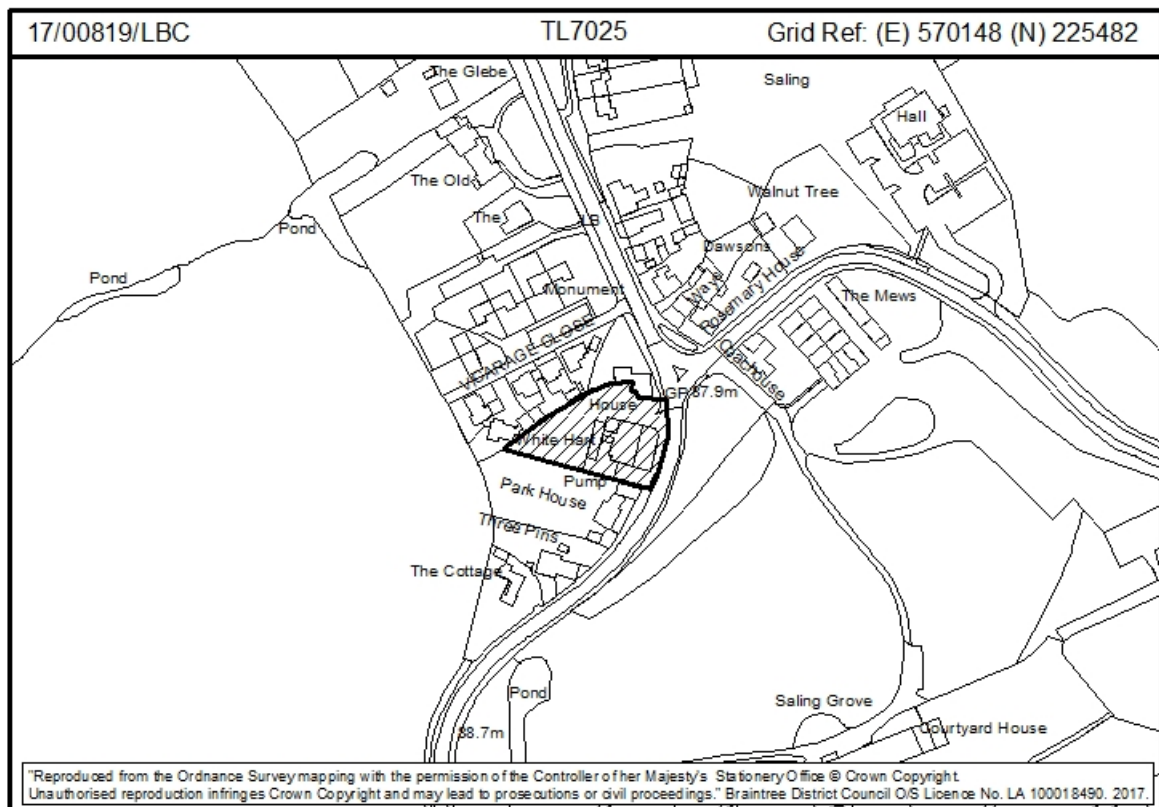 17/00819/LBC TL7025 Grid Ref: (E) 570148 (N) 225482
The Glebe
Saling
Hall
The Old
Walnut Tree
The
LB
Pond
Dawsons
Pond
Way
Rosemary House
Monument
The Mews
VICARAGE CLOSE
Coachouse
GP 87.9m
House
White Hart
Pump
Park House
Three Pins
The Cottage
Pond
Saling Grove
88.7m
Courtyard House
"Reproduced from the Ordnance Survey mapping with the permission of the Controller of her Majesty's Stationery Office © Crown Copyright.
Unauthorised reproduction infringes Crown Copyright and may lead to prosecutions or civil proceedings." Braintree District Council O/S Licence No. LA 100018490. 2017.